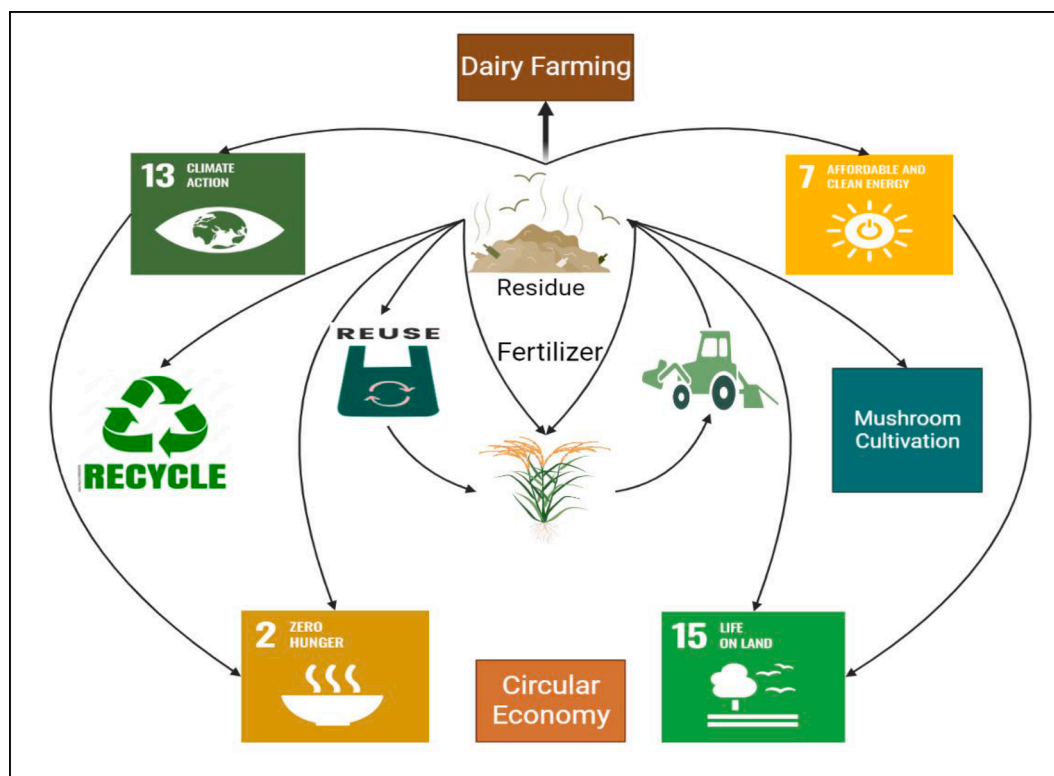 Dairy Farming
13 CLIMATE
ACTION
7 AFFORDABLE AND
CLEAN ENERGY
Residue
REUSE
Fertilizer
Mushroom
Cultivation
RECYCLE
2 ZERO
HUNGER
15 LIFE
ON LAND
Circular
Economy